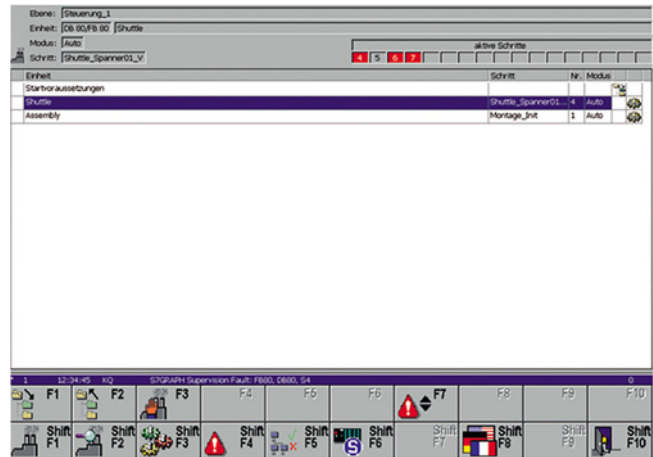 Ebene: Steuerung_1
Einheit: DB 80/FB 80 Shuttle
Modus: Auto
Schritt: Shuttle_Spanner01_V
aktive Schritte
4 5 6 7
Einheit Schritt Nr. Modus
Startvoraussetzungen
Shuttle Shuttle_Spanner01... 4 Auto
Assembly Montage_Init 1 Auto
1 12:34:45 KQ S7GRAPH Supervision Fault: FB80, DB80, S4 0
F1 F2 F3 F4 F5 F6 F7 F8 F9 F10
Shift F1 Shift F2 Shift F3 Shift F4 Shift F5 S Shift F6 Shift F7 Shift F8 Shift F9 Shift F10